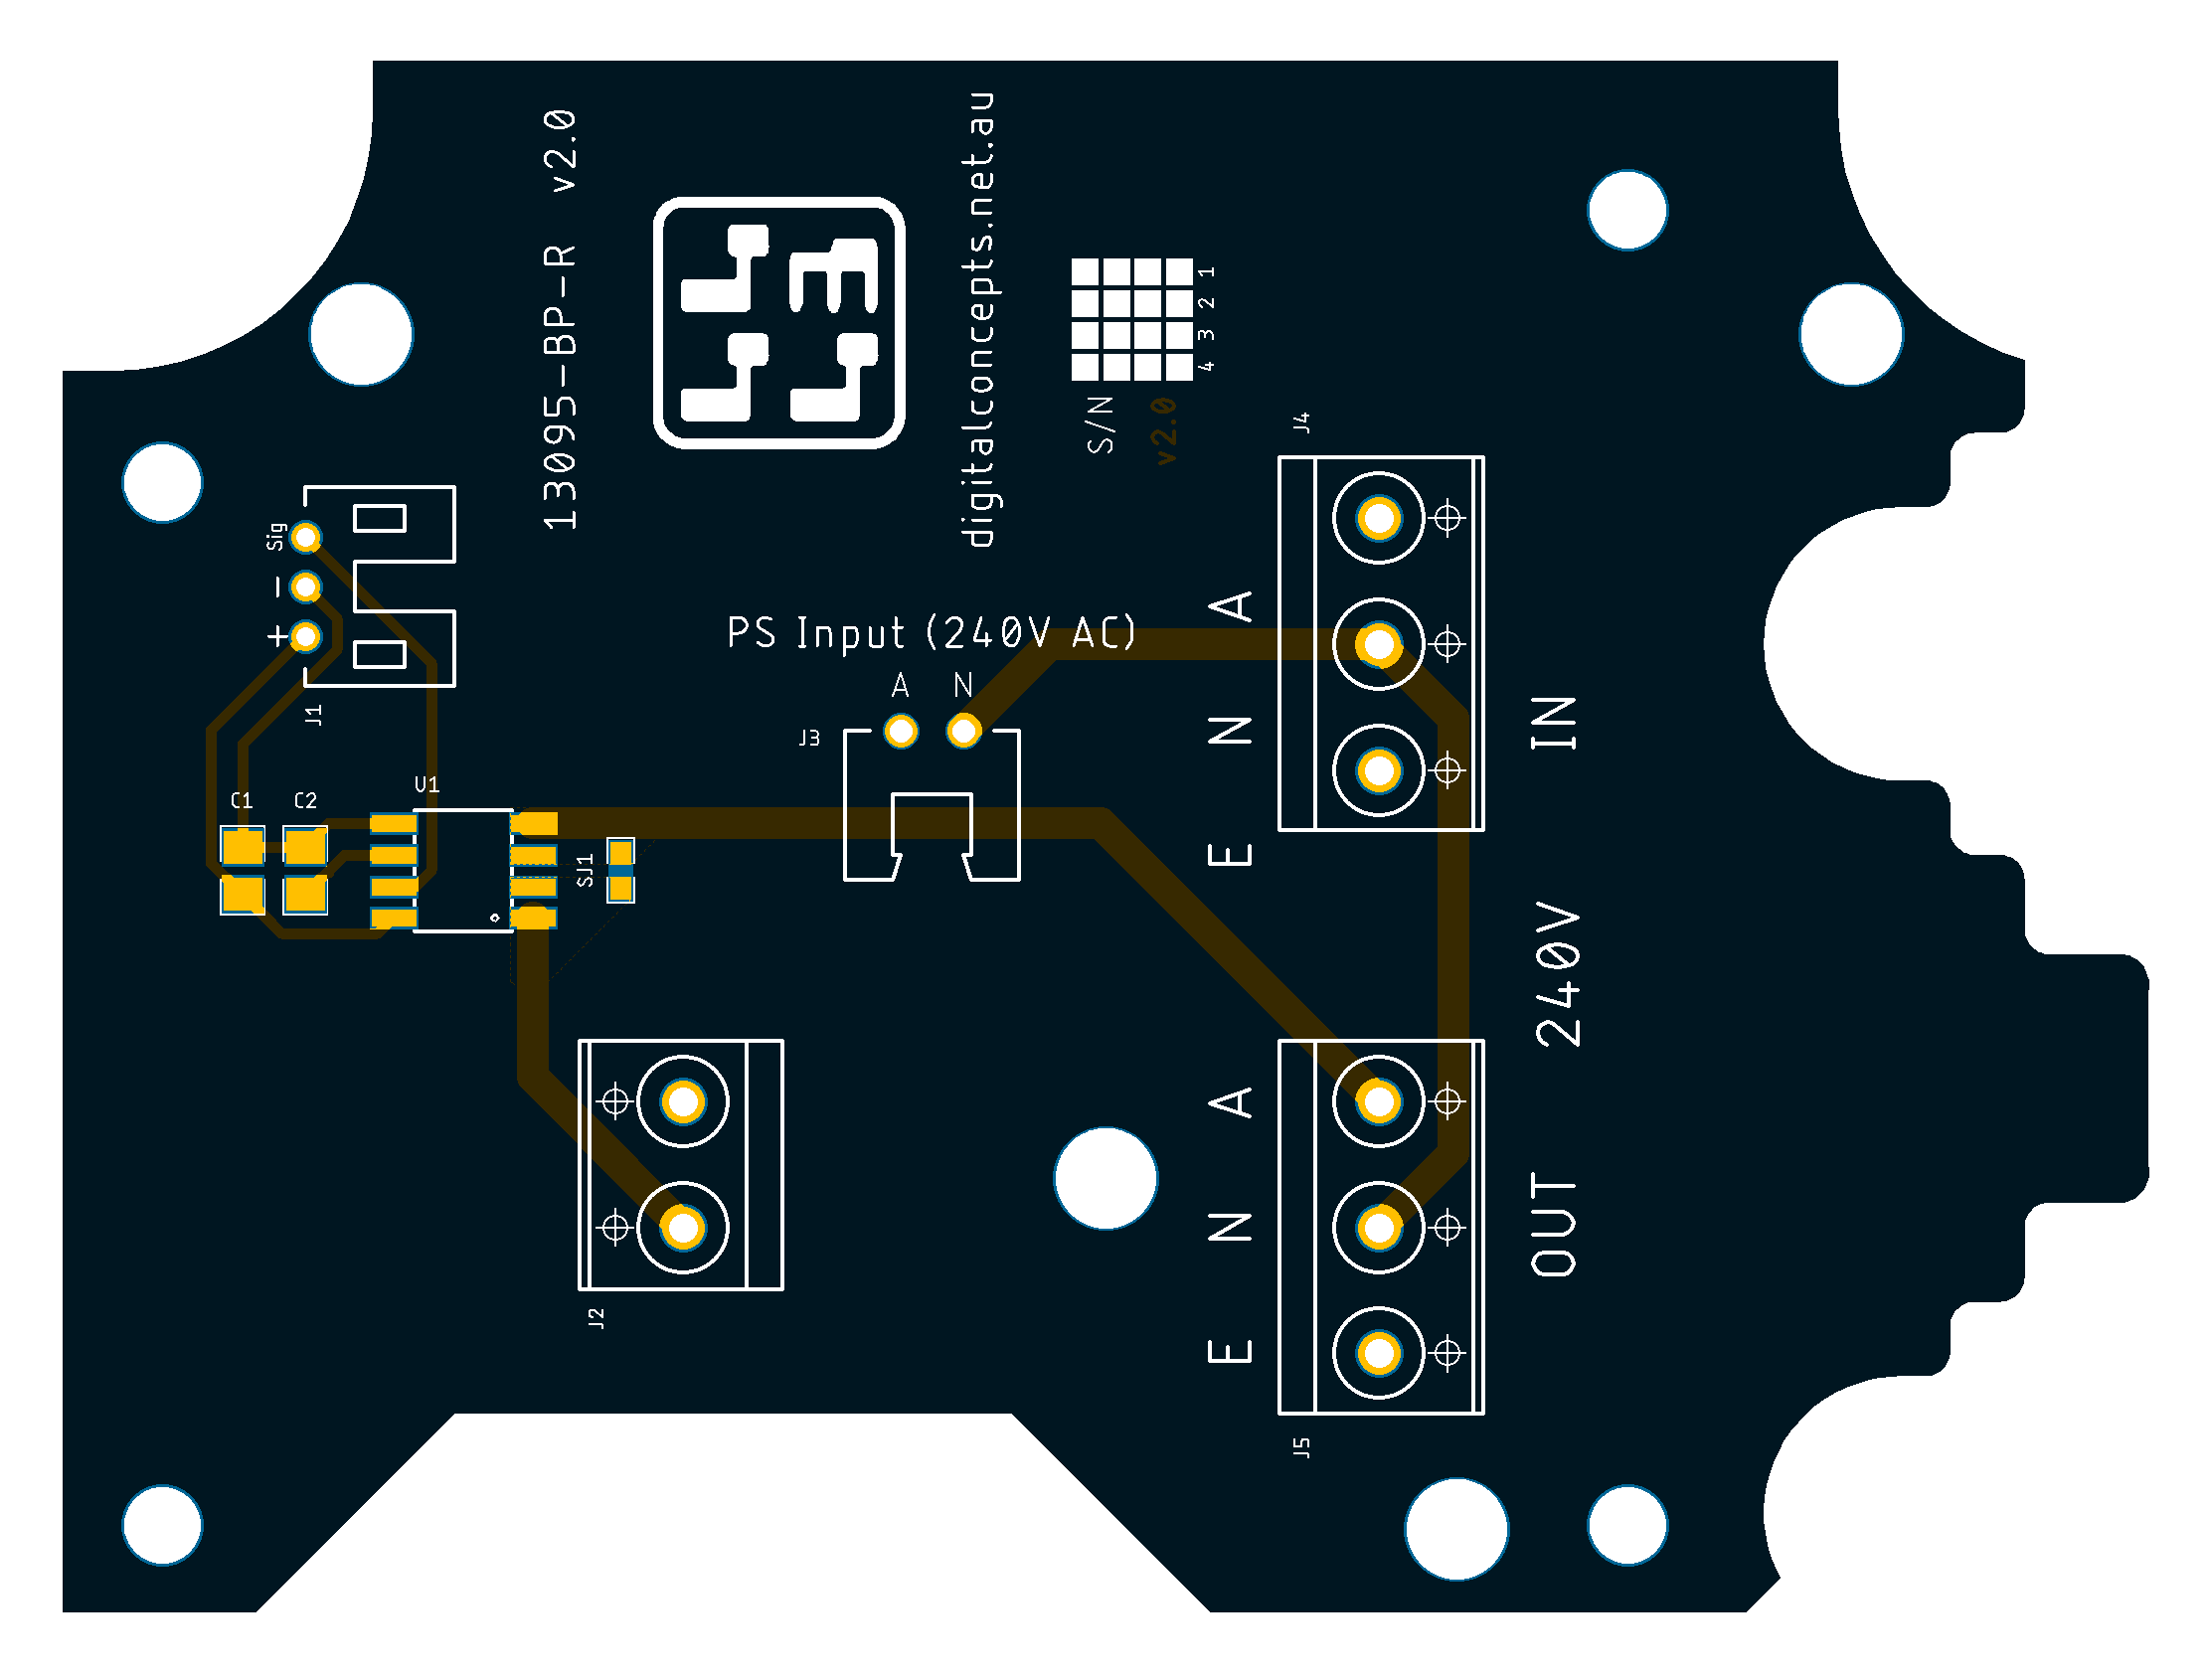 13095-BP-R v2.0
digitalconcepts.net.au
1
2
3
4
S/N
v2.0
J4
Sig
-
+
J1
PS Input (240V AC)
A N
J3
A
N
E
IN
U1
C1 C2
SJ1
240V
A
N
E
OUT
J2
J5